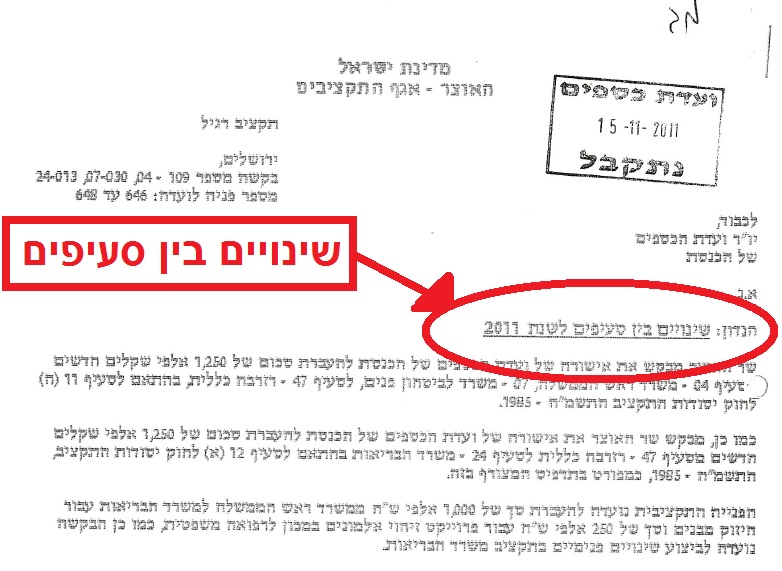 מדינת ישראל
האוצר - אגף התקציבים
ועדת כספים
15-11-2011
נתקבל
תקציב רגיל
ירושלים,
בקשה מספר 109 - 04, 07-030, 24-013
מספר פניה לועדה: 646 עד 648
לכבוד,
יו"ר ועדת הכספים
של הכנסת
שינויים בין סעיפים
א.נ
הנדון: שינויים בין סעיפים לשנת 2011
שר האוצר מבקש את אישורה של ועדת הכספים של הכנסת להעברת סכום של 1,250 אלפי שקלים חדשים
מסעיף 04 - משרד ראש הממשלה, 07 - משרד לביטחון פנים, לסעיף 47 - רזרבה כללית, בהתאם לסעיף 11 (ה)
לחוק יסודות התקציב התשמ"ה - 1985.
כמו כן, מבקש שר האוצר את אישורה של ועדת הכספים של הכנסת להעברת סכום של 1,250 אלפי שקלים
חדשים מסעיף 47 - רזרבה כללית לסעיף 24 - משרד הבריאות בהתאם לסעיף 12 (א) לחוק יסודות התקציב,
התשמ"ה - 1985, כמפורט בתדפיס המצורף בזה.
הפנייה התקציבית נועדה להעברת סך של 1,000 אלפי ש"ח ממשרד ראש הממשלה למשרד הבריאות עבור
חיזוק מבנים וסך של 250 אלפי ש"ח עבור פרוייקט זיהוי אלמונים במכון לרפואה משפטית, כמו כן הבקשה
נועדה לביצוע שינויים פנימיים בתקציב משרד הבריאות.